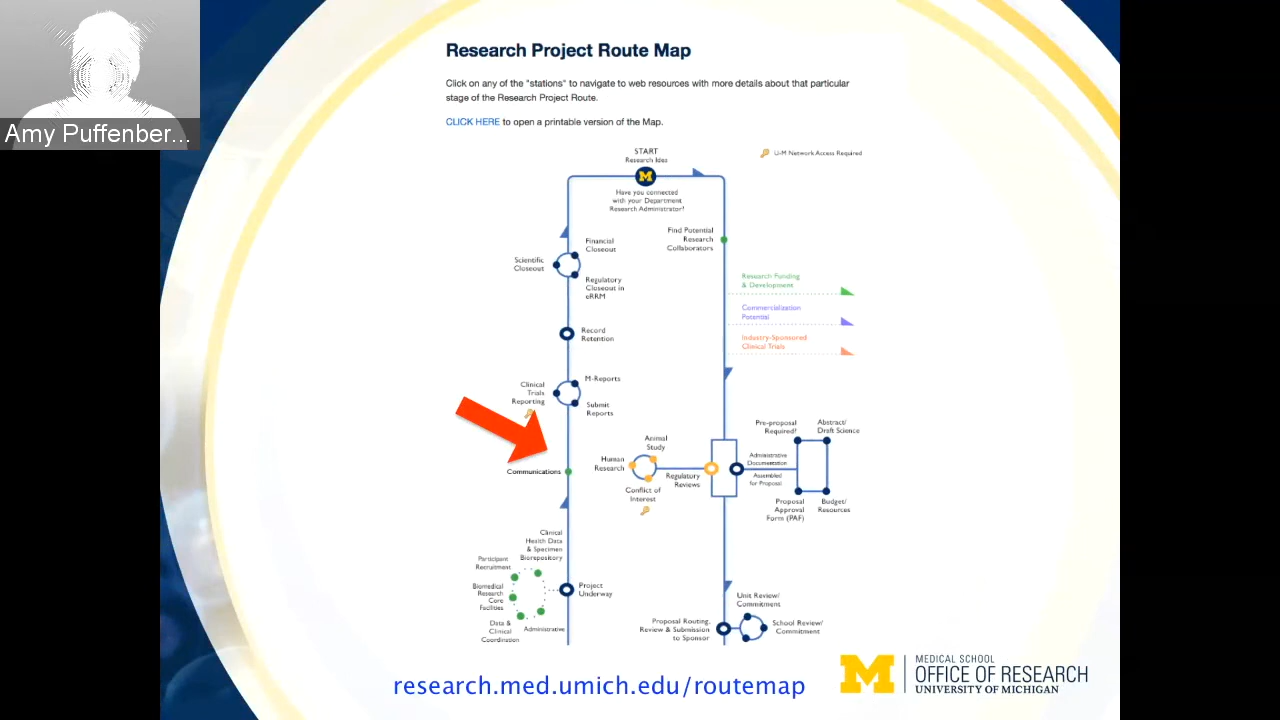 Amy Puffenber...
Research Project Route Map
Click on any of the "stations" to navigate to web resources with more details about that particular
stage of the Research Project Route.
CLICK HERE to open a printable version of the Map.
START
Research Idea
U-M Network Access Required
Have you connected
with your Department
Research Administrator?
Find Potential
Research
Collaborators
Financial
Closeout
Scientific
Closeout
Regulatory
Closeout in
eRRM
Research Funding
& Development
Commercialization
Potential
Industry-Sponsored
Clinical Trials
Record
Retention
M-Reports
Clinical
Trials
Reporting
Submit
Reports
Communications
Animal
Study
Human
Research
Regulatory
Reviews
Conflict of
Interest
Pre-proposal
Required?
Abstract/
Draft Science
Administrative
Documentation
Assembled
for Proposal
Proposal
Approval
Form (PAF)
Budget/
Resources
Clinical
Health Data
& Specimen
Biorepository
Participant
Recruitment
Biomedical
Research
Core
Facilities
Data &
Clinical
Coordination
Administrative
Project
Underway
Unit Review/
Commitment
Proposal Routing,
Review & Submission
to Sponsor
School Review/
Commitment
research.med.umich.edu/routemap
M
MEDICAL SCHOOL
OFFICE OF RESEARCH
UNIVERSITY OF MICHIGAN